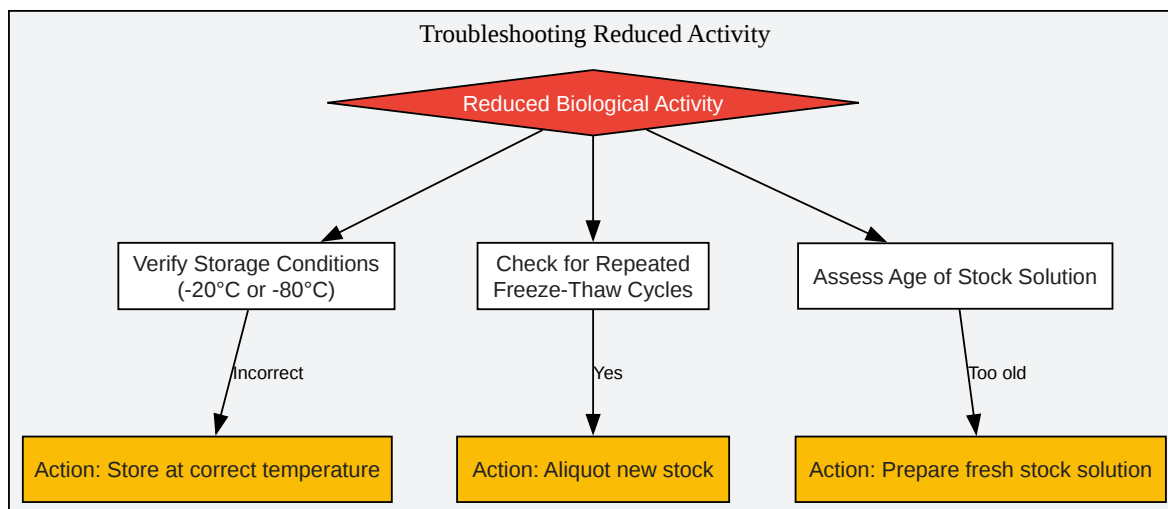 Troubleshooting Reduced Activity
Reduced Biological Activity
Verify Storage Conditions
(-20°C or -80°C)
Check for Repeated
Freeze-Thaw Cycles
Assess Age of Stock Solution
Incorrect
Yes
Too old
Action: Store at correct temperature
Action: Aliquot new stock
Action: Prepare fresh stock solution